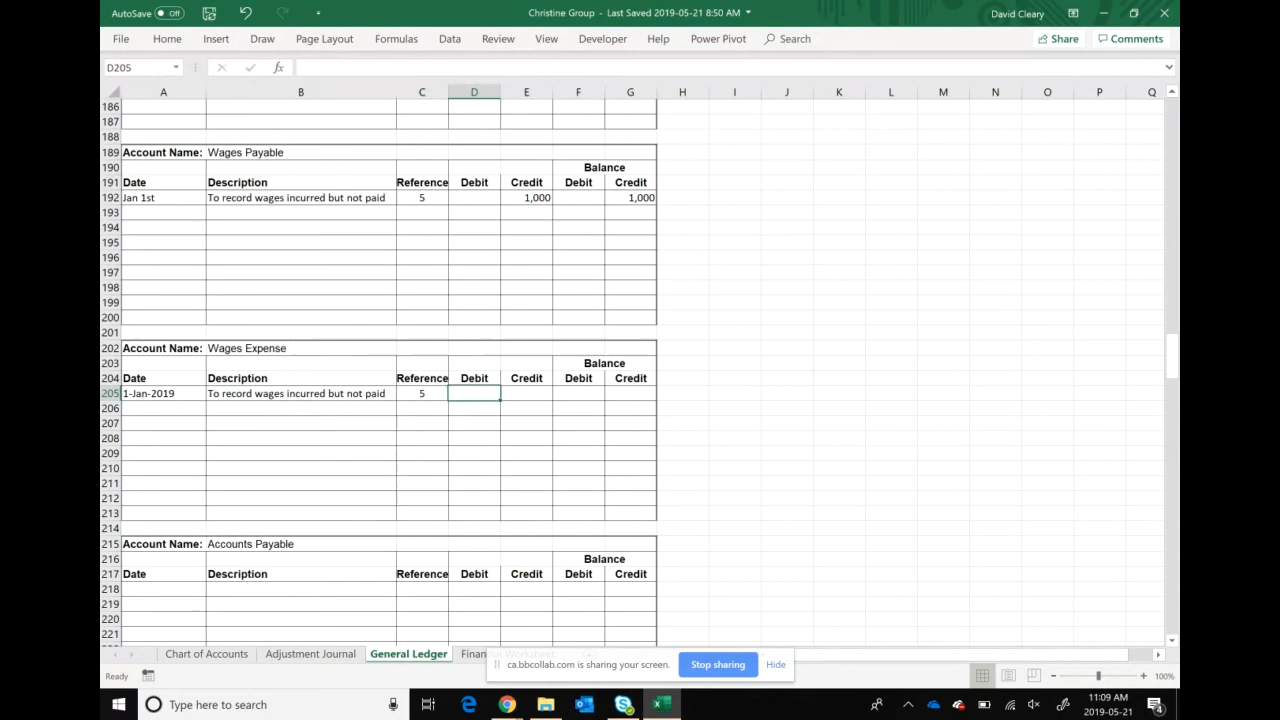 AutoSave Off Christine Group - Last Saved 2019-05-21 8:50 AM David Cleary
File Home Insert Draw Page Layout Formulas Data Review View Developer Help Power Pivot Search Share Comments
D205 fx
A B C D E F G H I J K L M N O P Q
186
187
188
189 Account Name: Wages Payable
190 Balance
191 Date Description Reference Debit Credit Debit Credit
192 Jan 1st To record wages incurred but not paid 5 1,000 1,000
193
194
195
196
197
198
199
200
201
202 Account Name: Wages Expense
203 Balance
204 Date Description Reference Debit Credit Debit Credit
205 1-Jan-2019 To record wages incurred but not paid 5
206
207
208
209
210
211
212
213
214
215 Account Name: Accounts Payable
216 Balance
217 Date Description Reference Debit Credit Debit Credit
218
219
220
221
Chart of Accounts Adjustment Journal General Ledger Financial Worksheet
ca.bbcollab.com is sharing your screen. Stop sharing Hide
Ready 100%
Type here to search 11:09 AM
2019-05-21 4